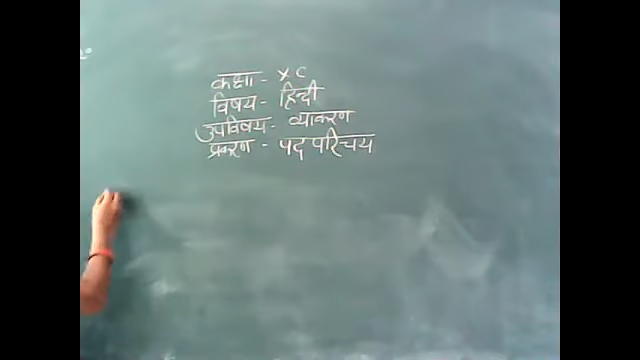 कक्षा - X C
विषय - हिन्दी
उपविषय - व्याकरण
प्रकरण - पद परिचय